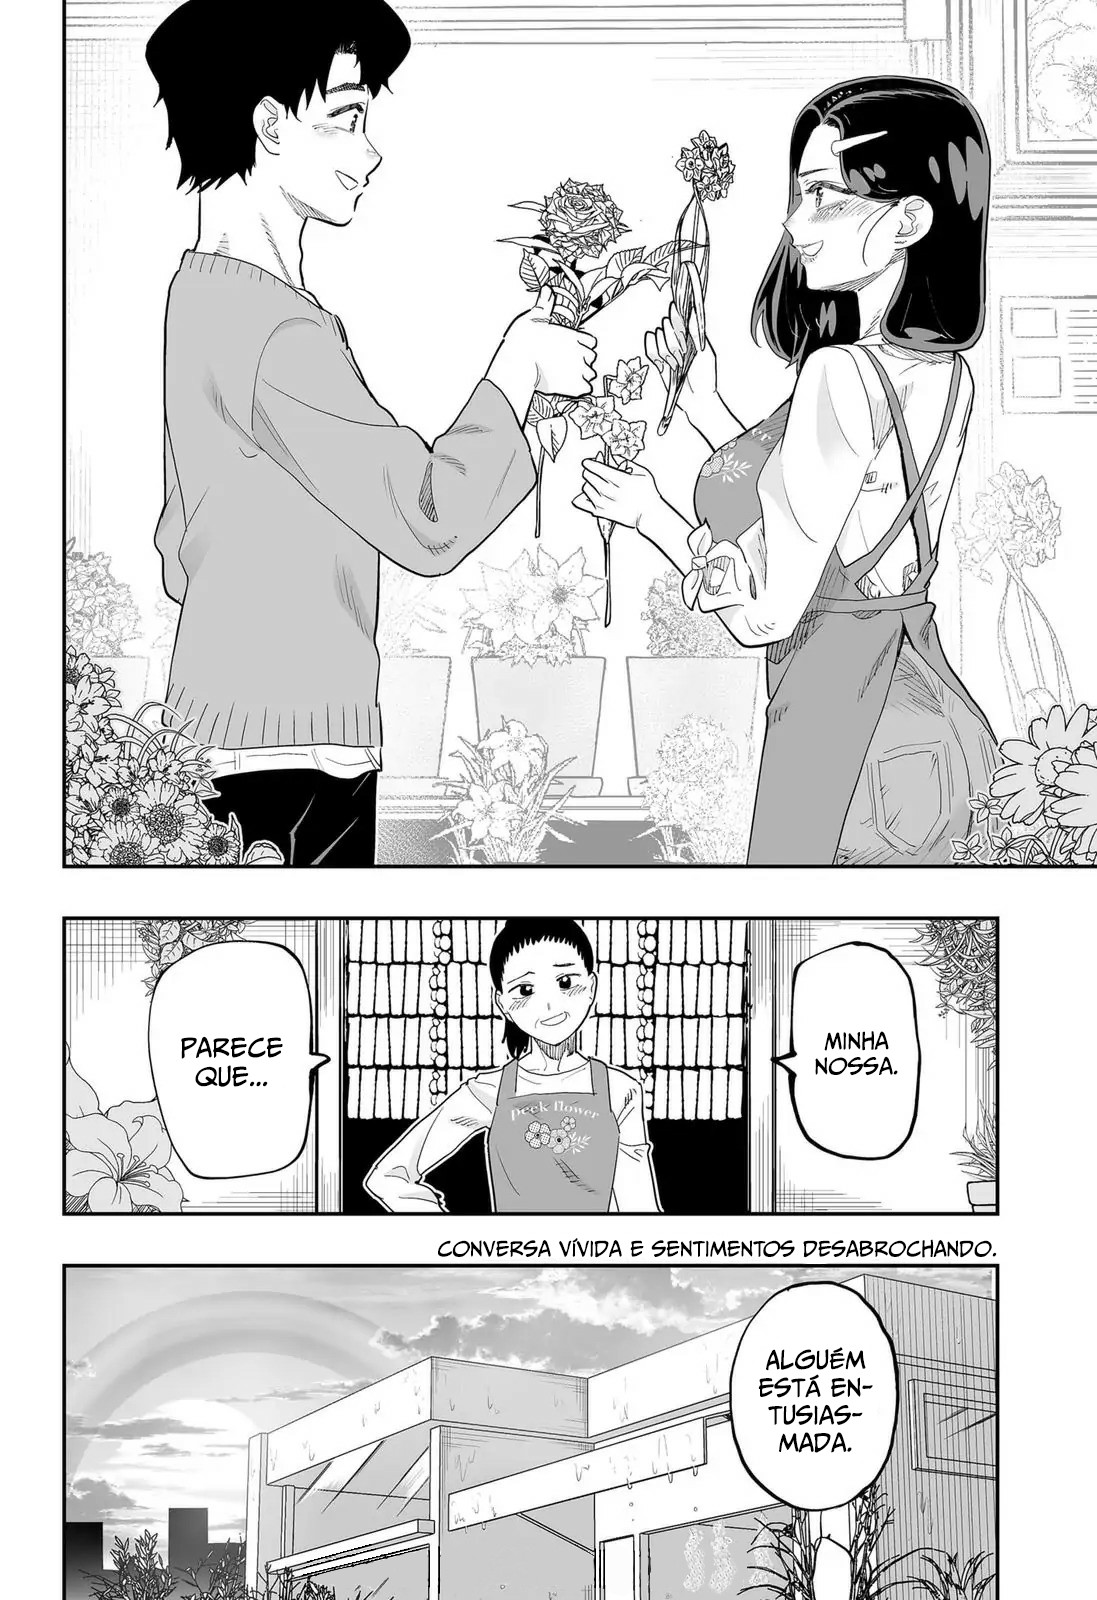 MINHA
NOSSA.
PARECE
QUE...
peek flower
CONVERSA VÍVIDA E SENTIMENTOS DESABROCHANDO.
ALGUÉM
ESTÁ EN-
TUSIAS-
MADA.